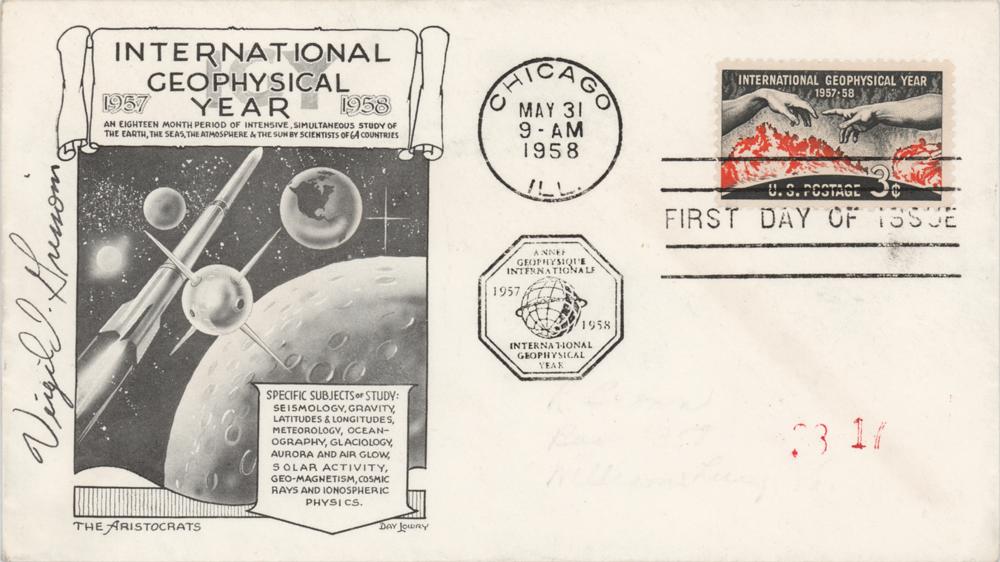 INTERNATIONAL
GEOPHYSICAL
1957 YEAR 1958
IGY
AN EIGHTEEN MONTH PERIOD OF INTENSIVE, SIMULTANEOUS STUDY OF
THE EARTH, THE SEAS, THE ATMOSPHERE & THE SUN BY SCIENTISTS OF 64 COUNTRIES
Virgil I. Grissom
SPECIFIC SUBJECTS OF STUDY:
SEISMOLOGY, GRAVITY,
LATITUDES & LONGITUDES,
METEOROLOGY, OCEAN-
OGRAPHY, GLACIOLOGY,
AURORA AND AIR GLOW,
SOLAR ACTIVITY,
GEO-MAGNETISM, COSMIC
RAYS AND IONOSPHERIC
PHYSICS.
THE ARISTOCRATS
DAY LOWRY
CHICAGO
MAY 31
9-AM
1958
ILL.
ANNEE
GEOPHYSIQUE
INTERNATIONALE
1957
1958
INTERNATIONAL
GEOPHYSICAL
YEAR
INTERNATIONAL GEOPHYSICAL YEAR
1957-58
U.S. POSTAGE 3¢
FIRST DAY OF ISSUE